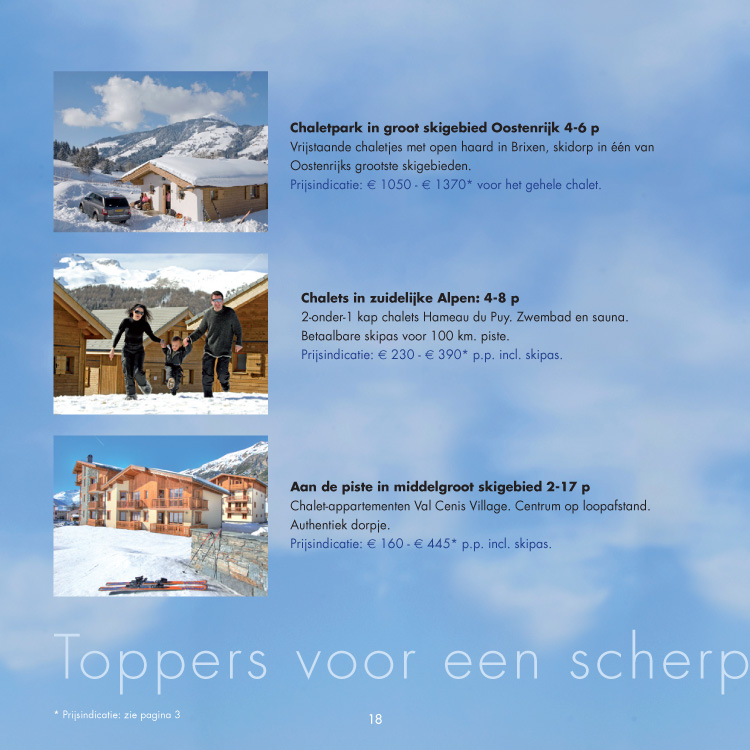 Chaletpark in groot skigebied Oostenrijk 4-6 p
Vrijstaande chaletjes met open haard in Brixen, skidorp in één van
Oostenrijks grootste skigebieden.
Prijsindicatie: € 1050 - € 1370* voor het gehele chalet.
Chalets in zuidelijke Alpen: 4-8 p
2-onder-1 kap chalets Hameau du Puy. Zwembad en sauna.
Betaalbare skipas voor 100 km. piste.
Prijsindicatie: € 230 - € 390* p.p. incl. skipas.
Aan de piste in middelgroot skigebied 2-17 p
Chalet-appartementen Val Cenis Village. Centrum op loopafstand.
Authentiek dorpje.
Prijsindicatie: € 160 - € 445* p.p. incl. skipas.
Toppers voor een scherp
* Prijsindicatie: zie pagina 3
18